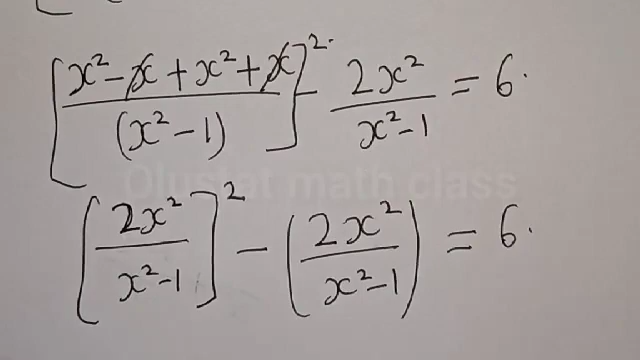 [(x² - x + x² + x)/(x² - 1)]² - 2x²/(x² - 1) = 6.
Olustat math class
[2x²/(x² - 1)]² - (2x²/(x² - 1)) = 6.